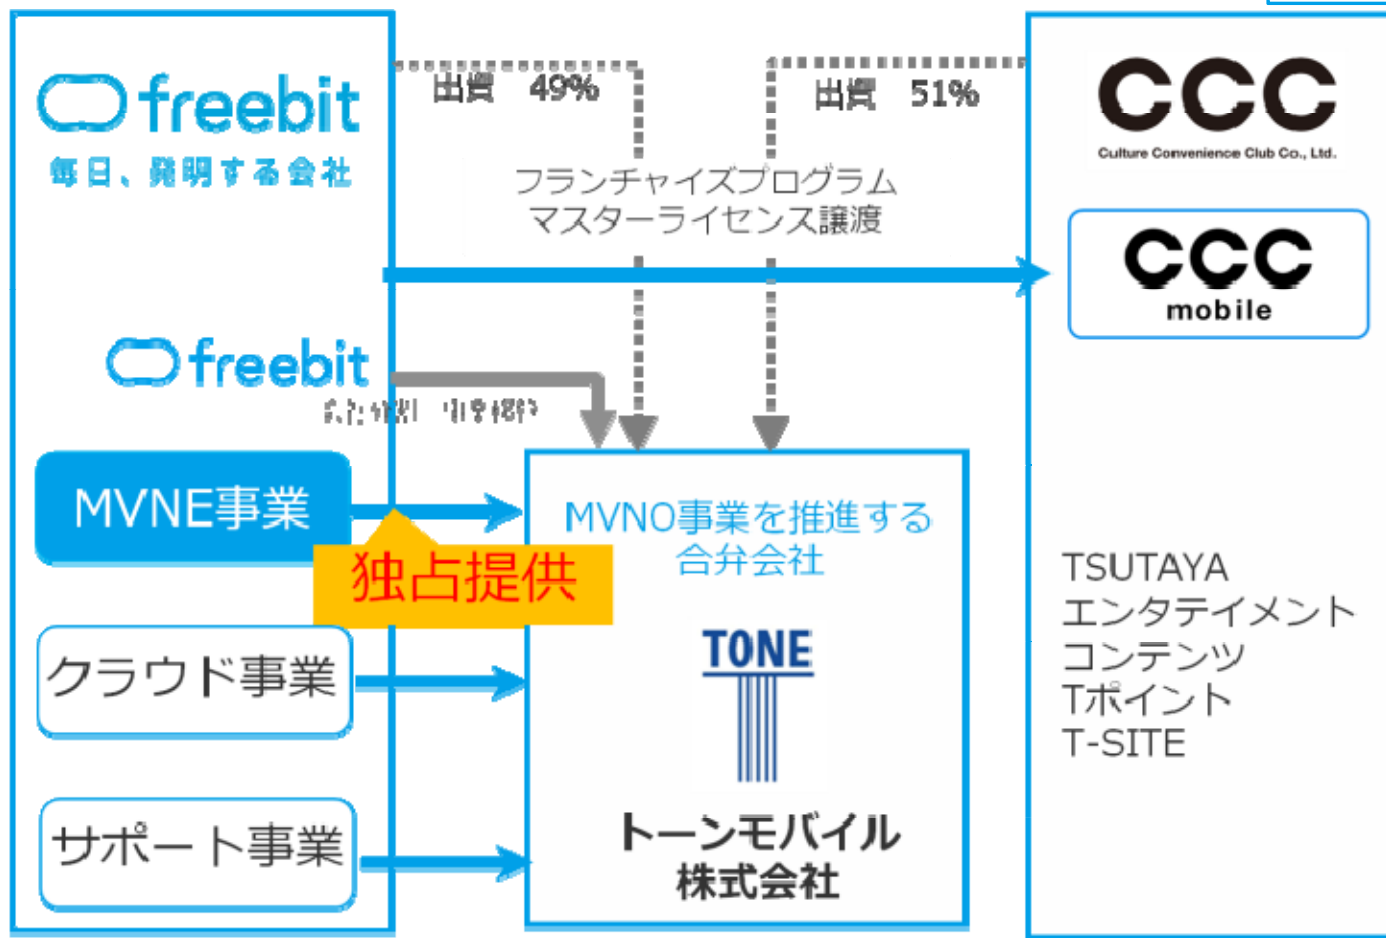 freebit
毎日、発明する会社
出資 49%
出資 51%
フランチャイズプログラム
マスターライセンス譲渡
CCC
Culture Convenience Club Co., Ltd.
CCC
mobile
freebit
MVNE事業
独占提供
クラウド事業
サポート事業
MVNO事業を推進する
合弁会社
TONE
トーンモバイル
株式会社
TSUTAYA
エンタテイメント
コンテンツ
Tポイント
T-SITE